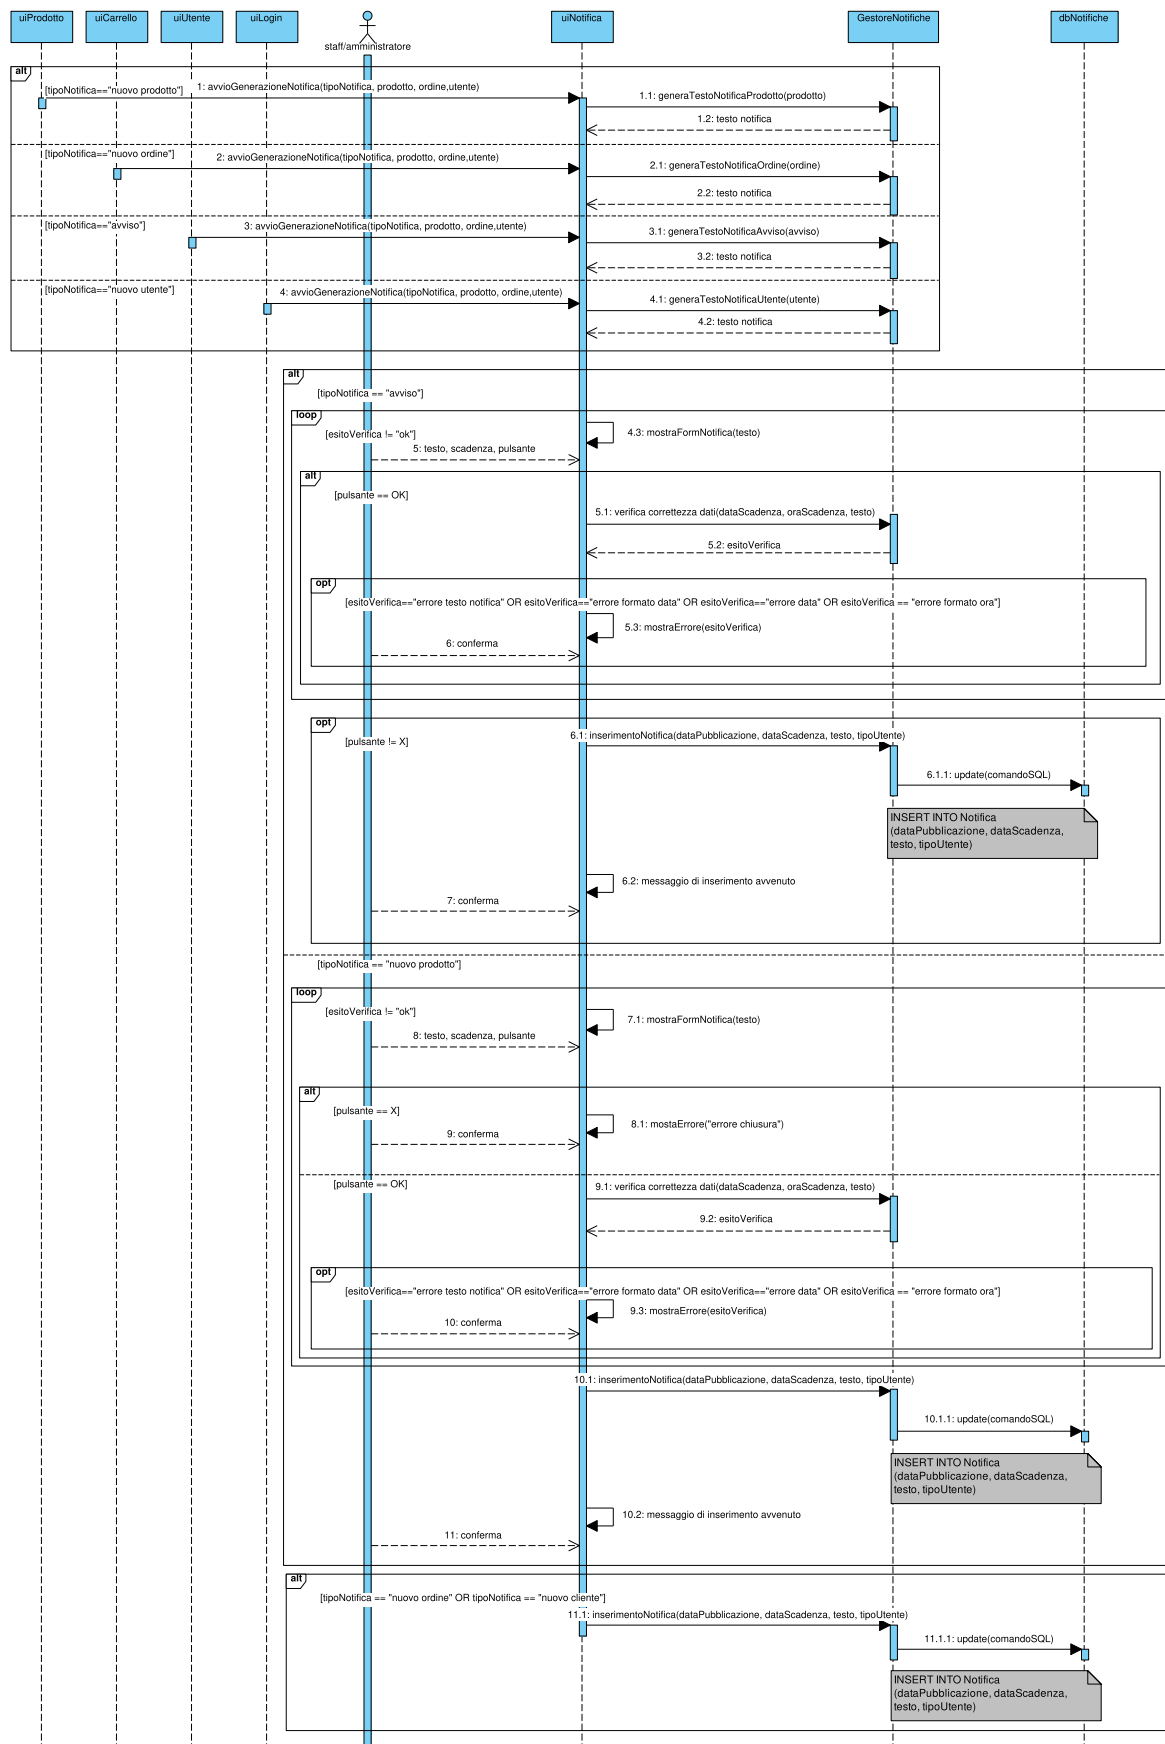 uiProdotto
uiCarrello
uiUtente
uiLogin
staff/amministratore
uiNotifica
GestoreNotifiche
dbNotifiche
alt
[tipoNotifica=="nuovo prodotto"]
1: avvioGenerazioneNotifica(tipoNotifica, prodotto, ordine,utente)
1.1: generaTestoNotificaProdotto(prodotto)
1.2: testo notifica
[tipoNotifica=="nuovo ordine"]
2: avvioGenerazioneNotifica(tipoNotifica, prodotto, ordine,utente)
2.1: generaTestoNotificaOrdine(ordine)
2.2: testo notifica
[tipoNotifica=="avviso"]
3: avvioGenerazioneNotifica(tipoNotifica, prodotto, ordine,utente)
3.1: generaTestoNotificaAvviso(avviso)
3.2: testo notifica
[tipoNotifica=="nuovo utente"]
4: avvioGenerazioneNotifica(tipoNotifica, prodotto, ordine,utente)
4.1: generaTestoNotificaUtente(utente)
4.2: testo notifica
alt
[tipoNotifica == "avviso"]
loop
[esitoVerifica != "ok"]
4.3: mostraFormNotifica(testo)
5: testo, scadenza, pulsante
alt
[pulsante == OK]
5.1: verifica correttezza dati(dataScadenza, oraScadenza, testo)
5.2: esitoVerifica
opt
[esitoVerifica=="errore testo notifica" OR esitoVerifica=="errore formato data" OR esitoVerifica=="errore data" OR esitoVerifica == "errore formato ora"]
5.3: mostraErrore(esitoVerifica)
6: conferma
opt
[pulsante != X]
6.1: inserimentoNotifica(dataPubblicazione, dataScadenza, testo, tipoUtente)
6.1.1: update(comandoSQL)
INSERT INTO Notifica
(dataPubblicazione, dataScadenza,
testo, tipoUtente)
6.2: messaggio di inserimento avvenuto
7: conferma
[tipoNotifica == "nuovo prodotto"]
loop
[esitoVerifica != "ok"]
7.1: mostraFormNotifica(testo)
8: testo, scadenza, pulsante
alt
[pulsante == X]
8.1: mostaErrore("errore chiusura")
9: conferma
[pulsante == OK]
9.1: verifica correttezza dati(dataScadenza, oraScadenza, testo)
9.2: esitoVerifica
opt
[esitoVerifica=="errore testo notifica" OR esitoVerifica=="errore formato data" OR esitoVerifica=="errore data" OR esitoVerifica == "errore formato ora"]
9.3: mostraErrore(esitoVerifica)
10: conferma
10.1: inserimentoNotifica(dataPubblicazione, dataScadenza, testo, tipoUtente)
10.1.1: update(comandoSQL)
INSERT INTO Notifica
(dataPubblicazione, dataScadenza,
testo, tipoUtente)
10.2: messaggio di inserimento avvenuto
11: conferma
alt
[tipoNotifica == "nuovo ordine" OR tipoNotifica == "nuovo cliente"]
11.1: inserimentoNotifica(dataPubblicazione, dataScadenza, testo, tipoUtente)
11.1.1: update(comandoSQL)
INSERT INTO Notifica
(dataPubblicazione, dataScadenza,
testo, tipoUtente)